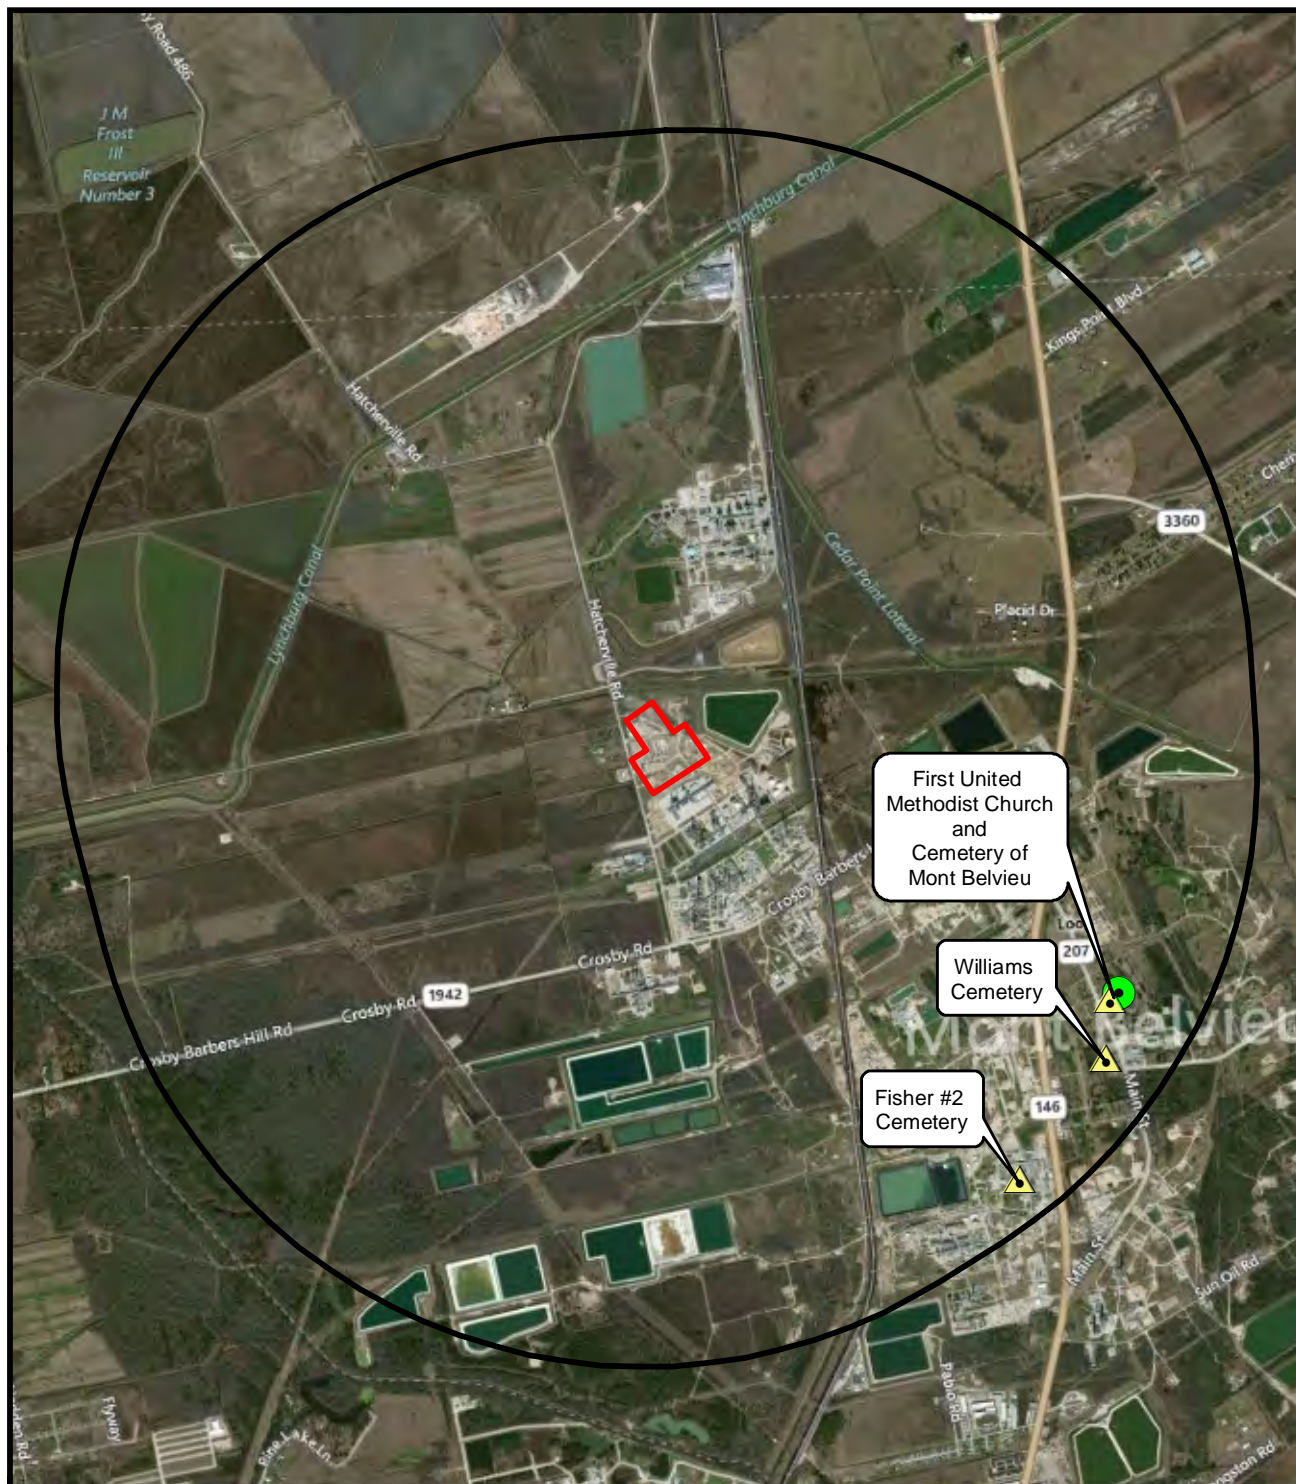 Road 486
J M
Frost
III
Reservoir
Number 3
Lynchburg Canal
Kings Point Blvd
Hatcherville Rd
3360
Cedar Point Lateral
Lynchburg Canal
Placid Dr
Hatcherville Rd
First United
Methodist Church
and
Cemetery of
Mont Belvieu
Crosby Barbers
207
Crosby Rd
Williams
Cemetery
1942
Crosby Rd
Crosby Barbers Hill Rd
Mont Belvieu
Fisher #2
Cemetery
146
Main St
Main St
Sun Oil Rd
Pablo Rd
Flyway
Pine Lake Ln
Rd